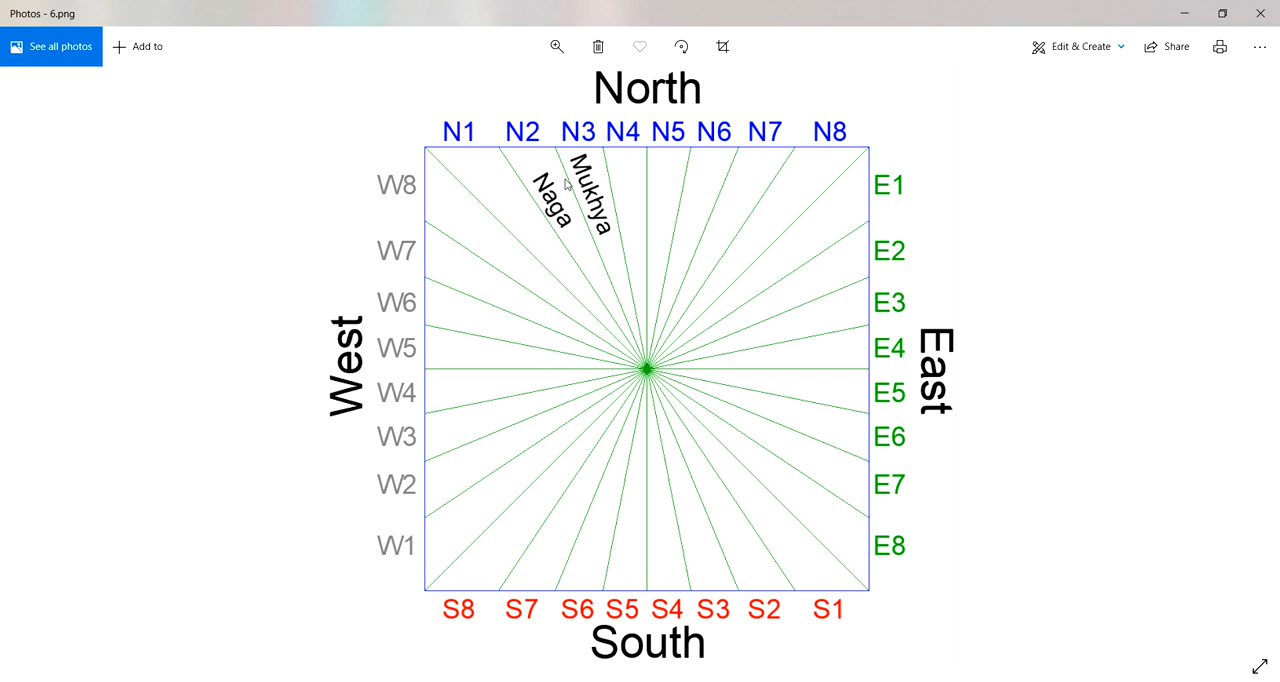 Photos - 6.png
See all photos
Add to
Edit & Create
Share
North
N1 N2 N3 N4 N5 N6 N7 N8
Mukhya
Naga
W8
W7
W6
W5
W4
W3
W2
W1
West
E1
E2
E3
E4
E5
E6
E7
E8
East
S8 S7 S6 S5 S4 S3 S2 S1
South